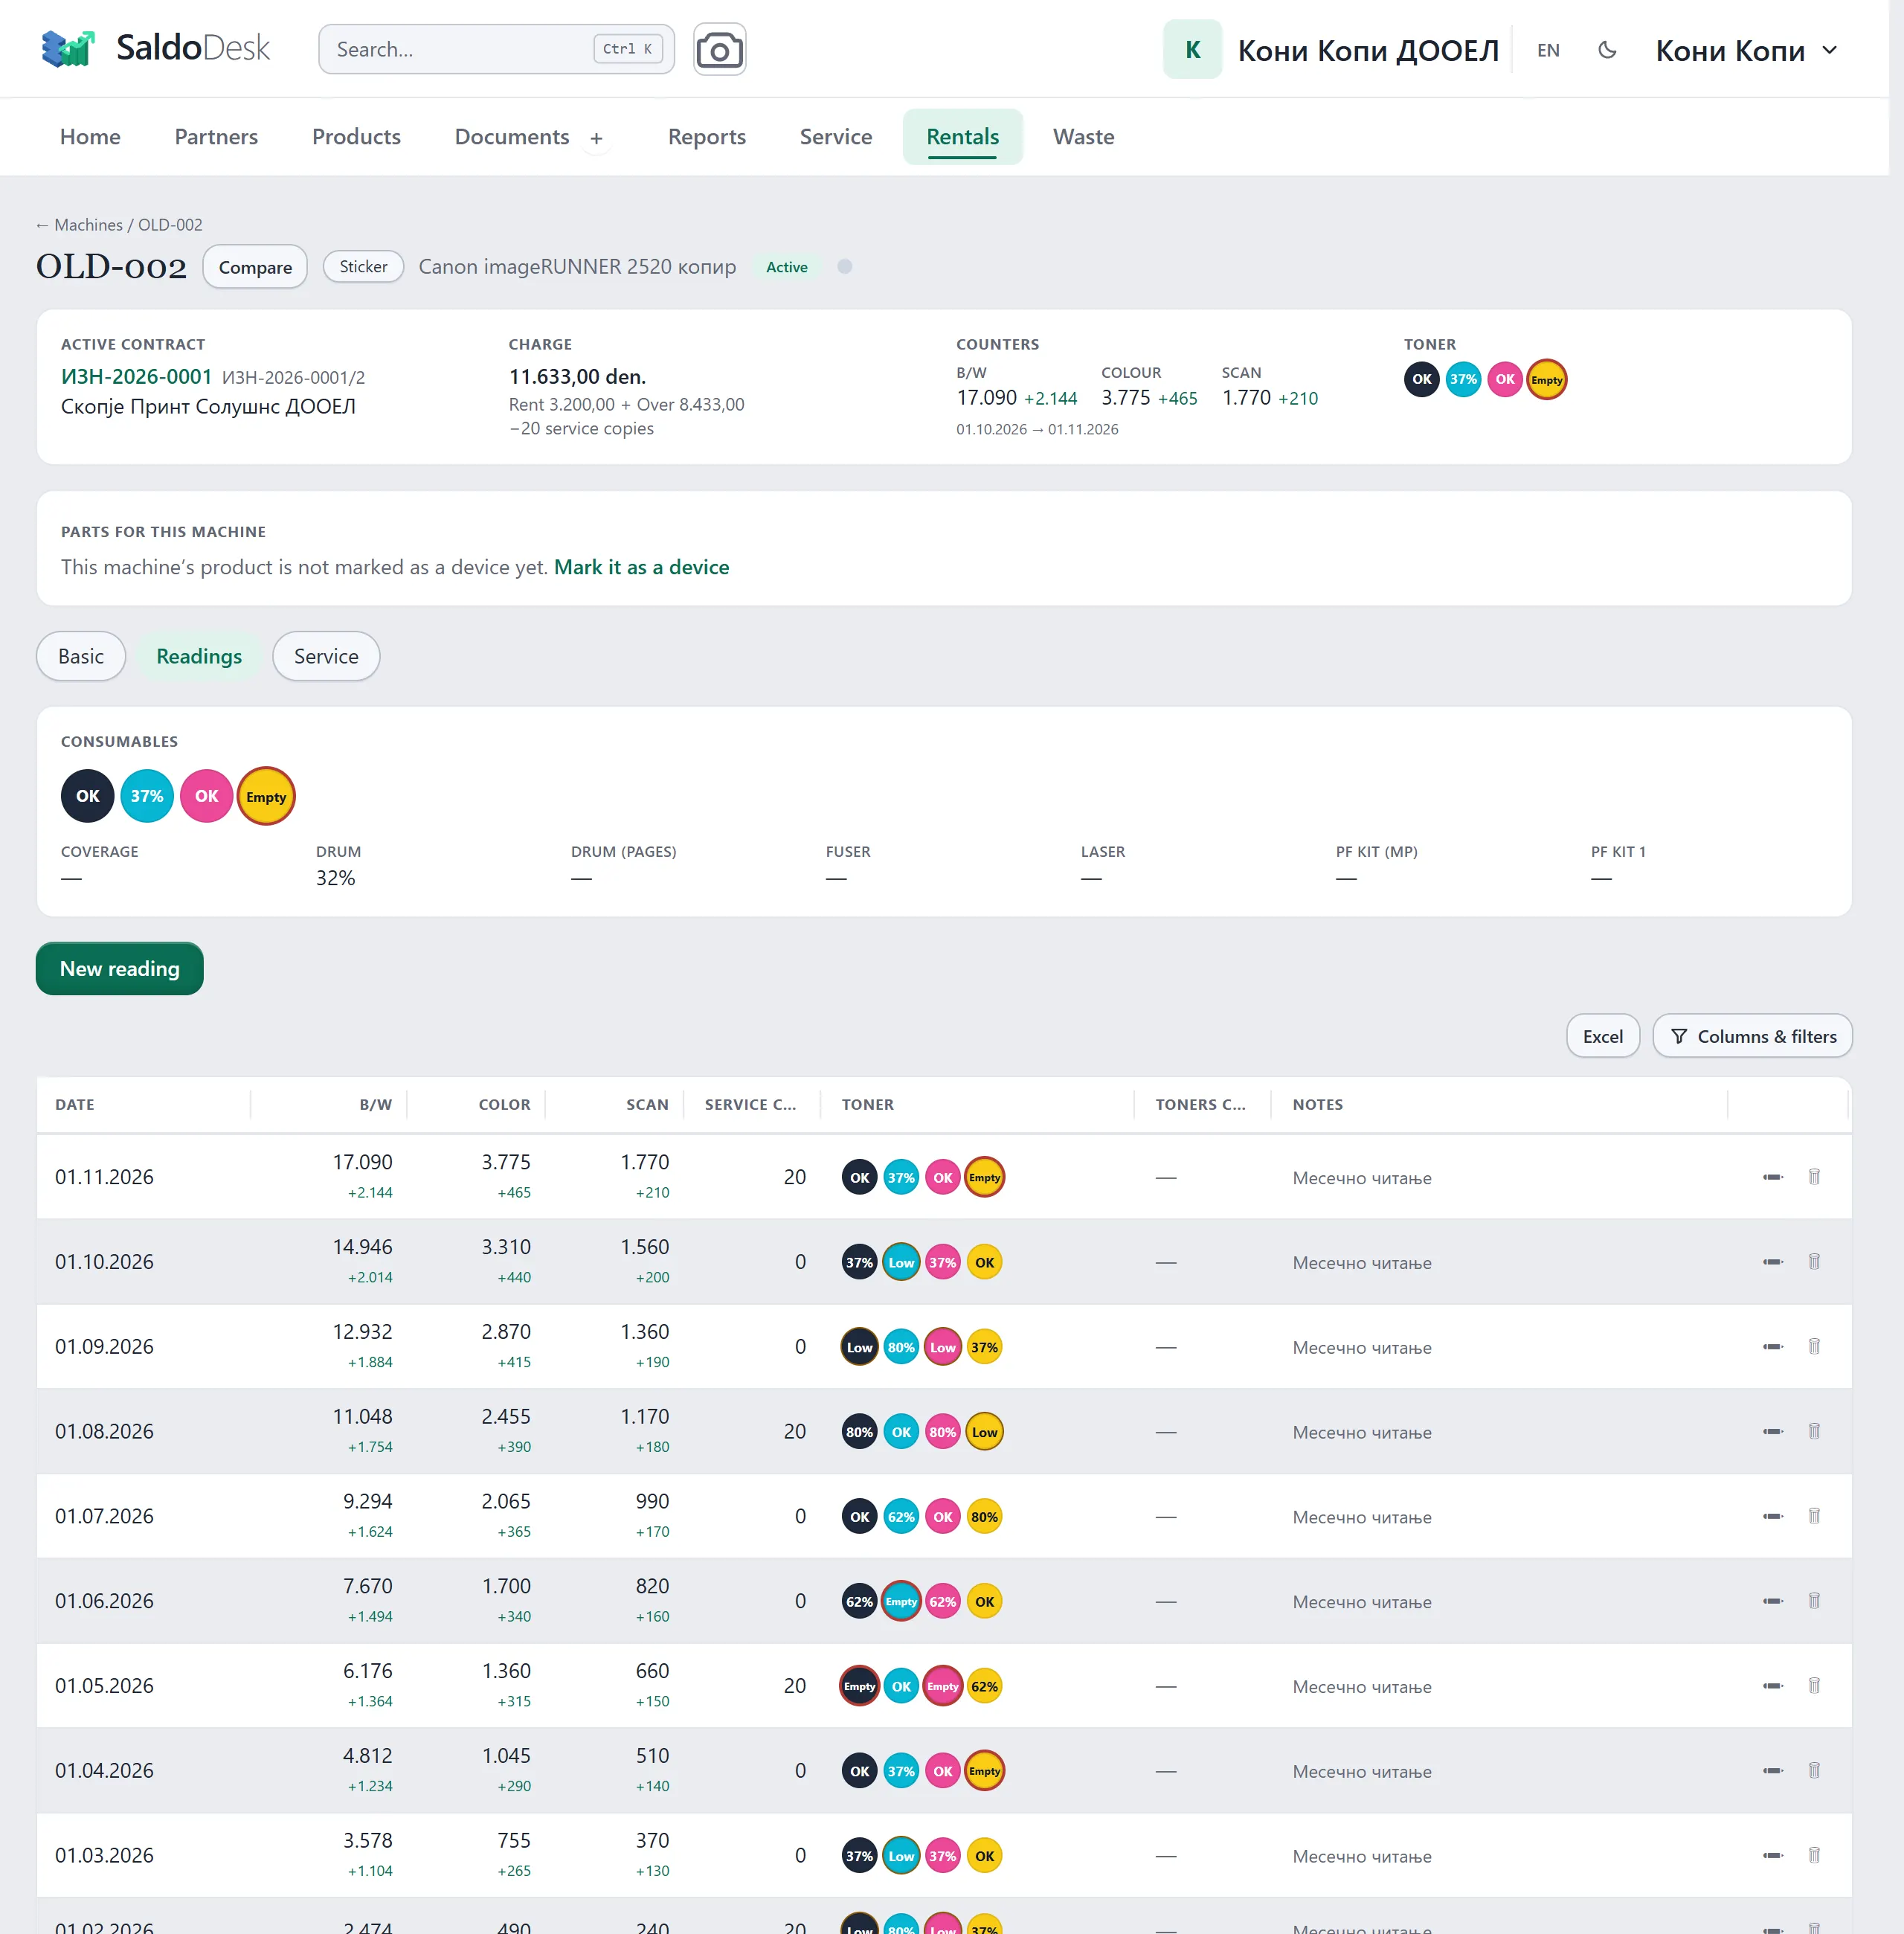 SaldoDesk
Search...
Ctrl K
K
Кони Копи ДООЕЛ
EN
Кони Копи
Home
Partners
Products
Documents +
Reports
Service
Rentals
Waste
← Machines / OLD-002
OLD-002
Compare
Sticker
Canon imageRUNNER 2520 копир
Active
ACTIVE CONTRACT
ИЗН-2026-0001 ИЗН-2026-0001/2
Скопје Принт Солушнс ДООЕЛ
CHARGE
11.633,00 den.
Rent 3.200,00 + Over 8.433,00
−20 service copies
COUNTERS
B/W COLOUR SCAN
17.090 +2.144 3.775 +465 1.770 +210
01.10.2026 → 01.11.2026
TONER
OK 37% OK Empty
PARTS FOR THIS MACHINE
This machine’s product is not marked as a device yet. Mark it as a device
Basic
Readings
Service
CONSUMABLES
OK 37% OK Empty
COVERAGE DRUM DRUM (PAGES) FUSER LASER PF KIT (MP) PF KIT 1
— 32% — — — — —
New reading
Excel
Columns & filters
DATE B/W COLOR SCAN SERVICE C... TONER TONERS C... NOTES
01.11.2026 17.090 3.775 1.770 20 OK 37% OK Empty — Месечно читање
+2.144 +465 +210
01.10.2026 14.946 3.310 1.560 0 37% Low 37% OK — Месечно читање
+2.014 +440 +200
01.09.2026 12.932 2.870 1.360 0 Low 80% Low 37% — Месечно читање
+1.884 +415 +190
01.08.2026 11.048 2.455 1.170 20 80% OK 80% Low — Месечно читање
+1.754 +390 +180
01.07.2026 9.294 2.065 990 0 OK 62% OK 80% — Месечно читање
+1.624 +365 +170
01.06.2026 7.670 1.700 820 0 62% Empty 62% OK — Месечно читање
+1.494 +340 +160
01.05.2026 6.176 1.360 660 20 Empty OK Empty 62% — Месечно читање
+1.364 +315 +150
01.04.2026 4.812 1.045 510 0 OK 37% OK Empty — Месечно читање
+1.234 +290 +140
01.03.2026 3.578 755 370 0 37% Low 37% OK — Месечно читање
+1.104 +265 +130
01.02.2026 2.474 490 240 20 Low 80% Low 37% — Месечно читање